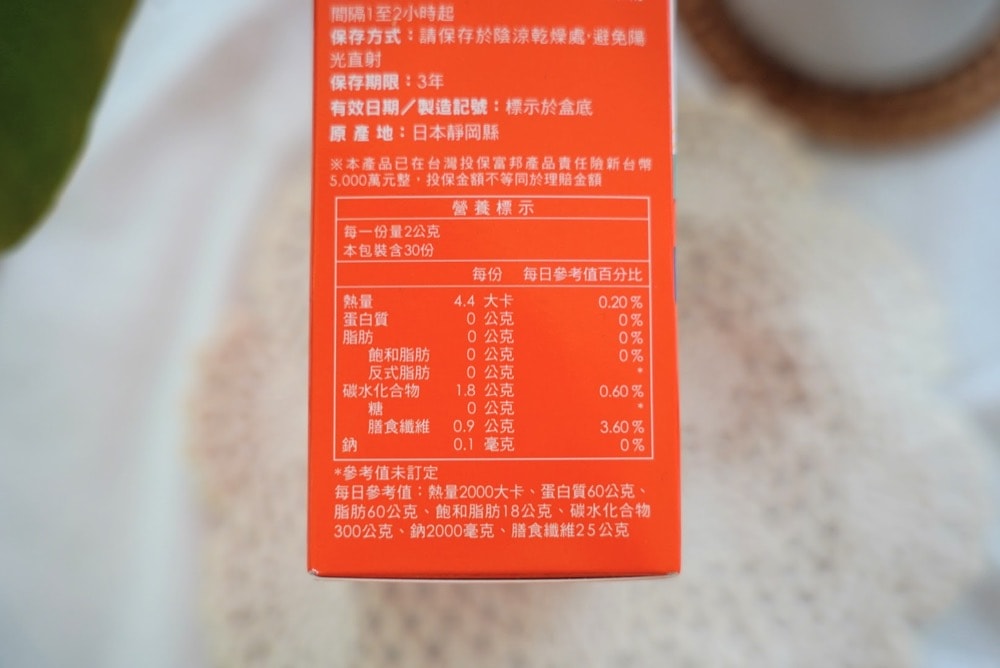 間隔1至2小時起
保存方式：請保存於陰涼乾燥處，避免陽
光直射
保存期限：3年
有效日期／製造記號：標示於盒底
原產地：日本靜岡縣
※本產品已在台灣投保富邦產品責任險新台幣
5,000萬元整，投保金額不等同於理賠金額
營養標示
每一份量2公克
本包裝含30份
每份 每日參考值百分比
熱量 4.4 大卡 0.20%
蛋白質 0 公克 0%
脂肪 0 公克 0%
飽和脂肪 0 公克 0%
反式脂肪 0 公克 *
碳水化合物 1.8 公克 0.60%
糖 0 公克 *
膳食纖維 0.9 公克 3.60%
鈉 0.1 毫克 0%
*參考值未訂定
每日參考值：熱量2000大卡、蛋白質60公克、
脂肪60公克、飽和脂肪18公克、碳水化合物
300公克、鈉2000毫克、膳食纖維25公克